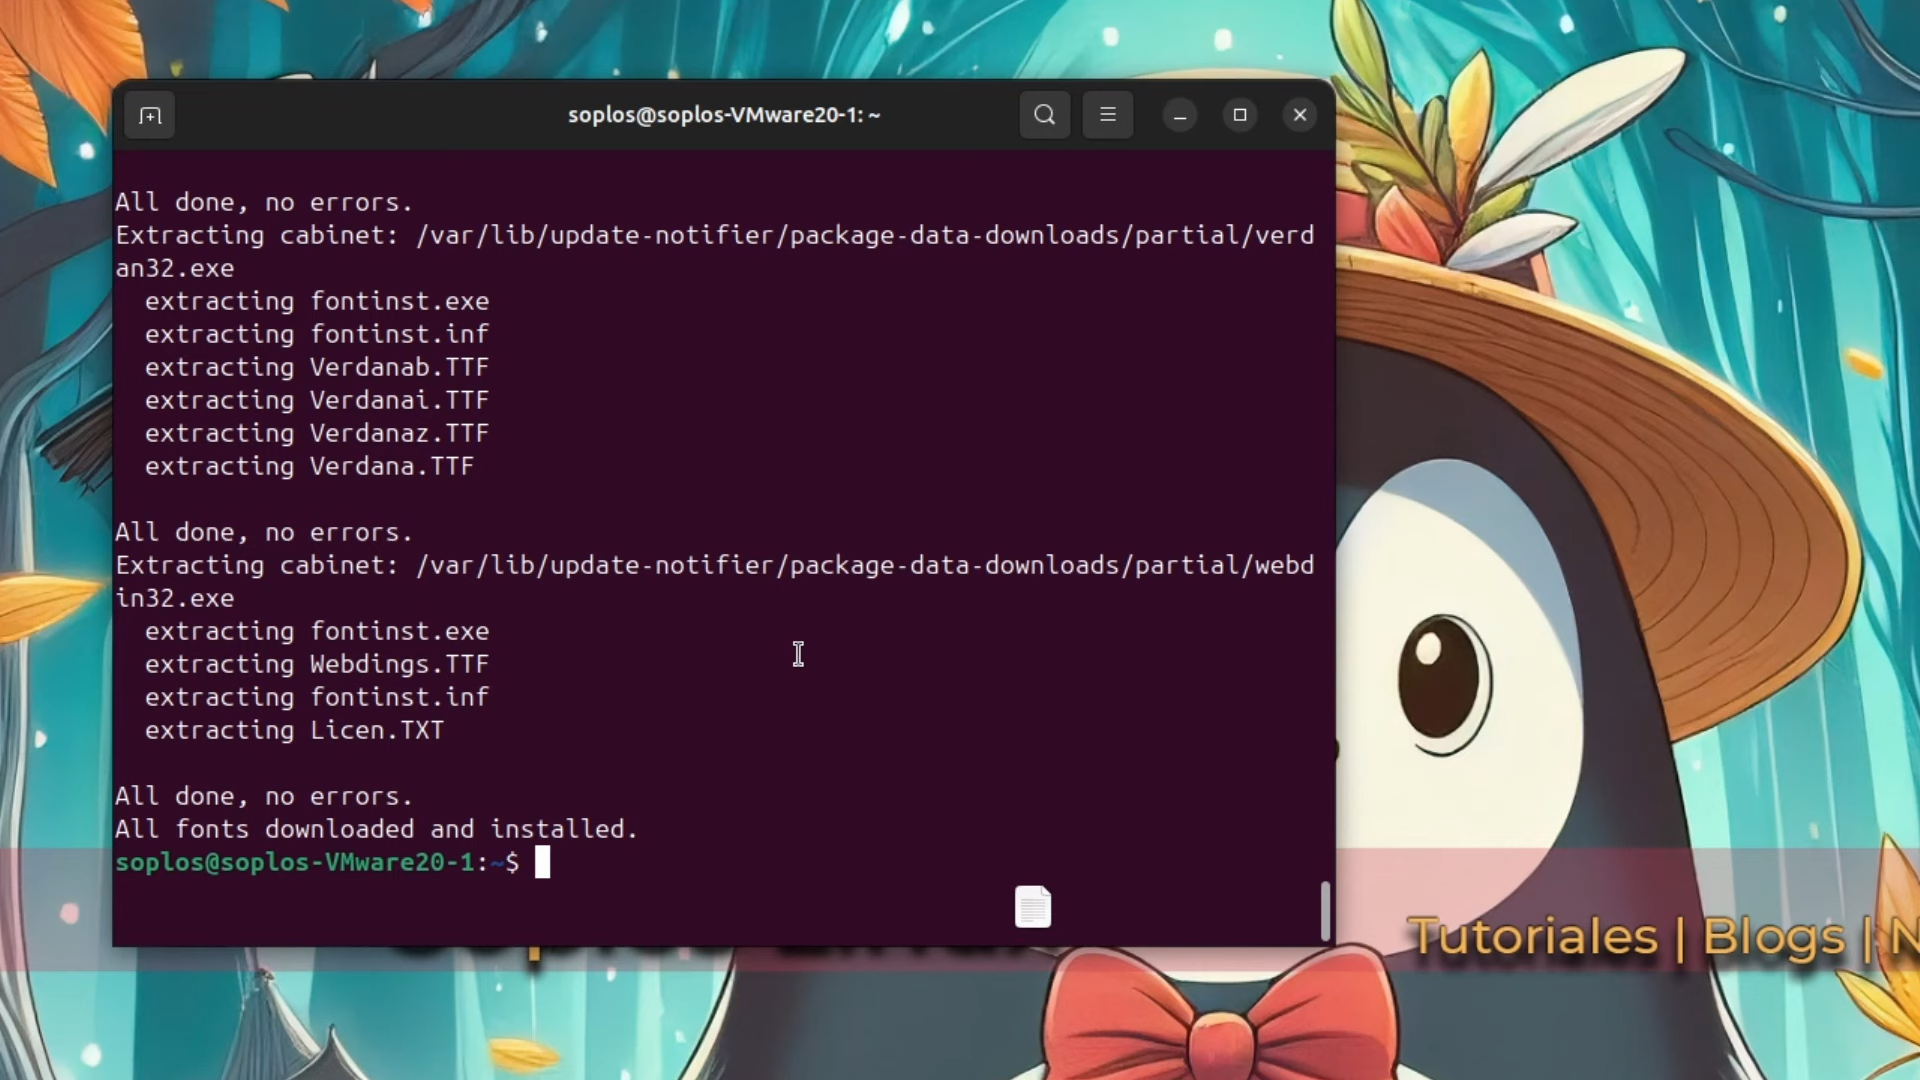 soplos@soplos-VMware20-1: ~
All done, no errors.
Extracting cabinet: /var/lib/update-notifier/package-data-downloads/partial/verd
an32.exe
  extracting fontinst.exe
  extracting fontinst.inf
  extracting Verdanab.TTF
  extracting Verdanai.TTF
  extracting Verdanaz.TTF
  extracting Verdana.TTF
All done, no errors.
Extracting cabinet: /var/lib/update-notifier/package-data-downloads/partial/webd
in32.exe
  extracting fontinst.exe
  extracting Webdings.TTF
  extracting fontinst.inf
  extracting Licen.TXT
All done, no errors.
All fonts downloaded and installed.
soplos@soplos-VMware20-1:~$
Tutoriales | Blogs | N